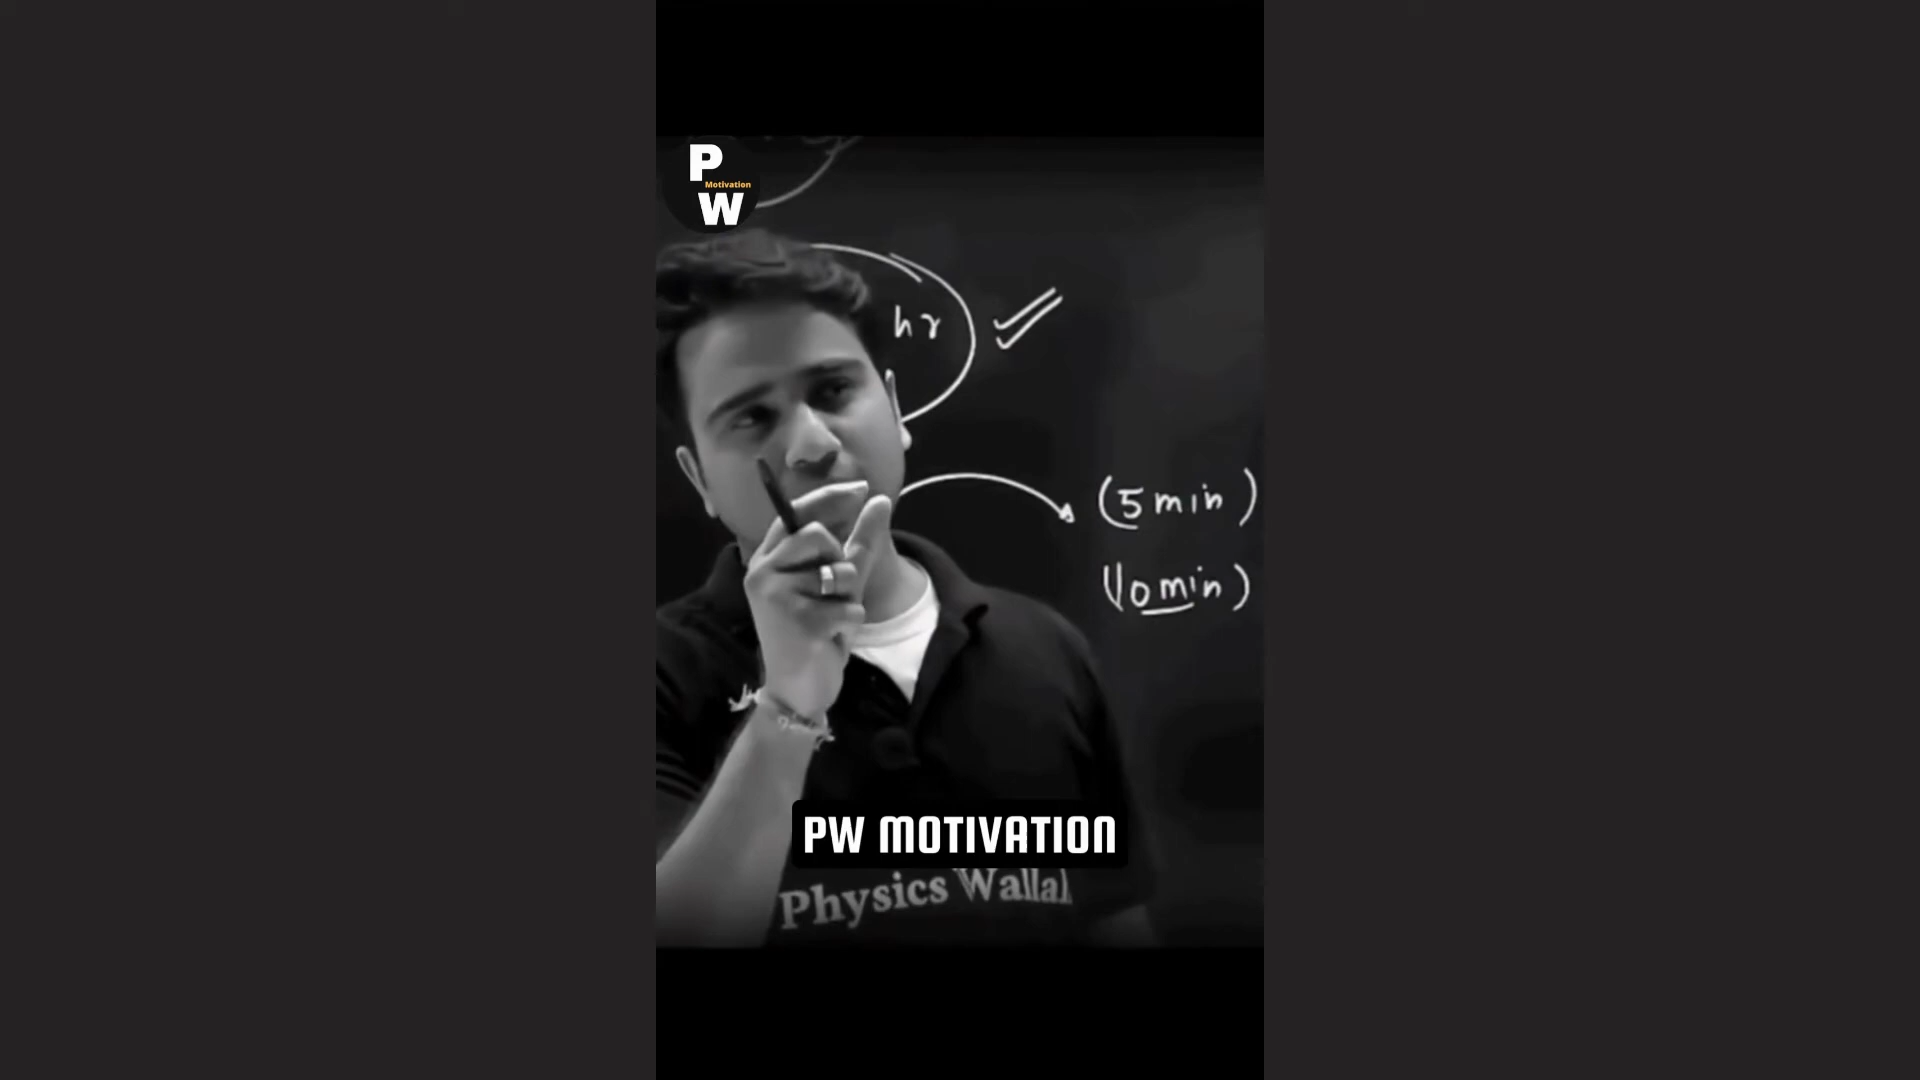 P
Motivation
W
hr
(5 min)
(10 min)
PW MOTIVATION
Physics Wallah